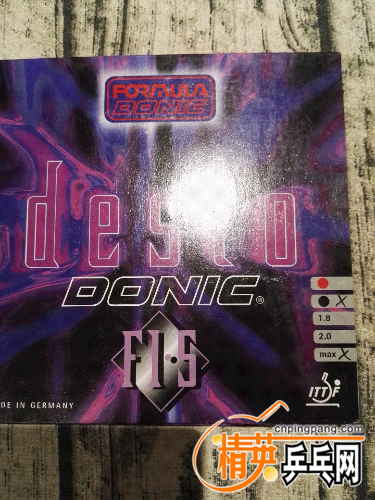 FORMULA
DONIC
desto
DONIC®
F1·S
X
1.8
2.0
max X
ITTF
DE IN GERMANY
cnpingpang.com
精英乒乓网